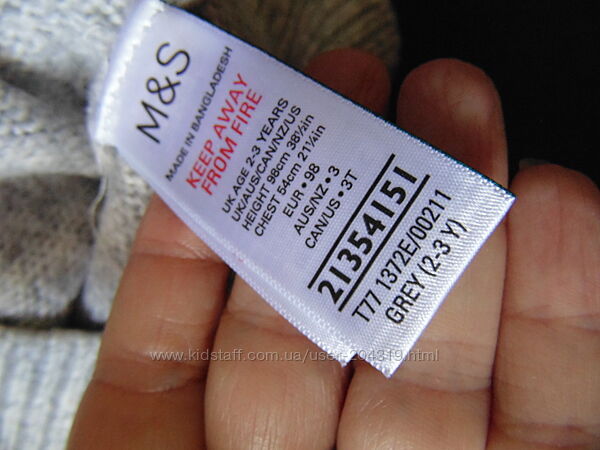 M&S
MADE IN BANGLADESH
KEEP AWAY
FROM FIRE
UK AGE 2-3 YEARS
UK/AUS/CAN/NZ/US
HEIGHT 98cm 38½in
CHEST 54cm 21¼in
EUR • 98
AUS/NZ • 3
CAN/US • 3T
21354151
T77 1372E/00211
GREY (2-3 Y)
www.kidstaff.com.ua/user-204319.html